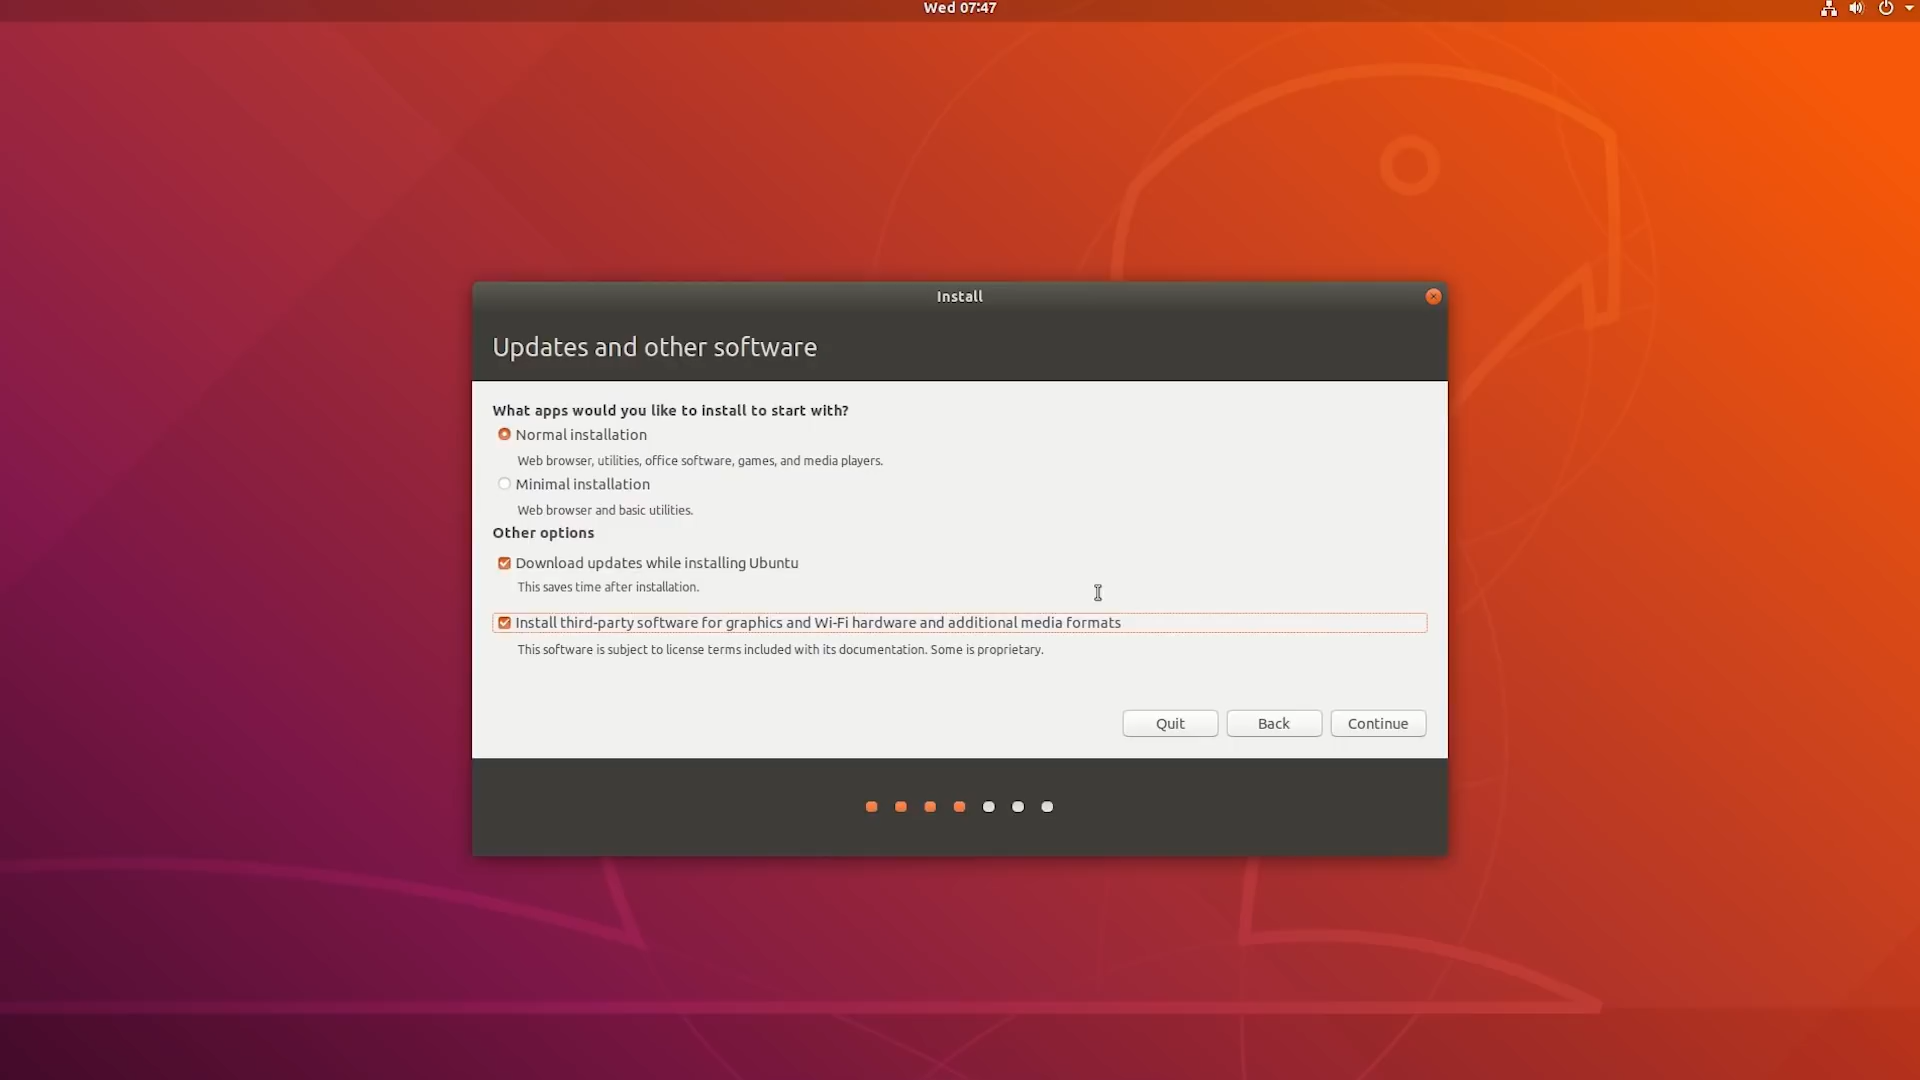 Wed 07:47
Install
Updates and other software
What apps would you like to install to start with?
Normal installation
Web browser, utilities, office software, games, and media players.
Minimal installation
Web browser and basic utilities.
Other options
Download updates while installing Ubuntu
This saves time after installation.
Install third-party software for graphics and Wi-Fi hardware and additional media formats
This software is subject to license terms included with its documentation. Some is proprietary.
Quit Back Continue